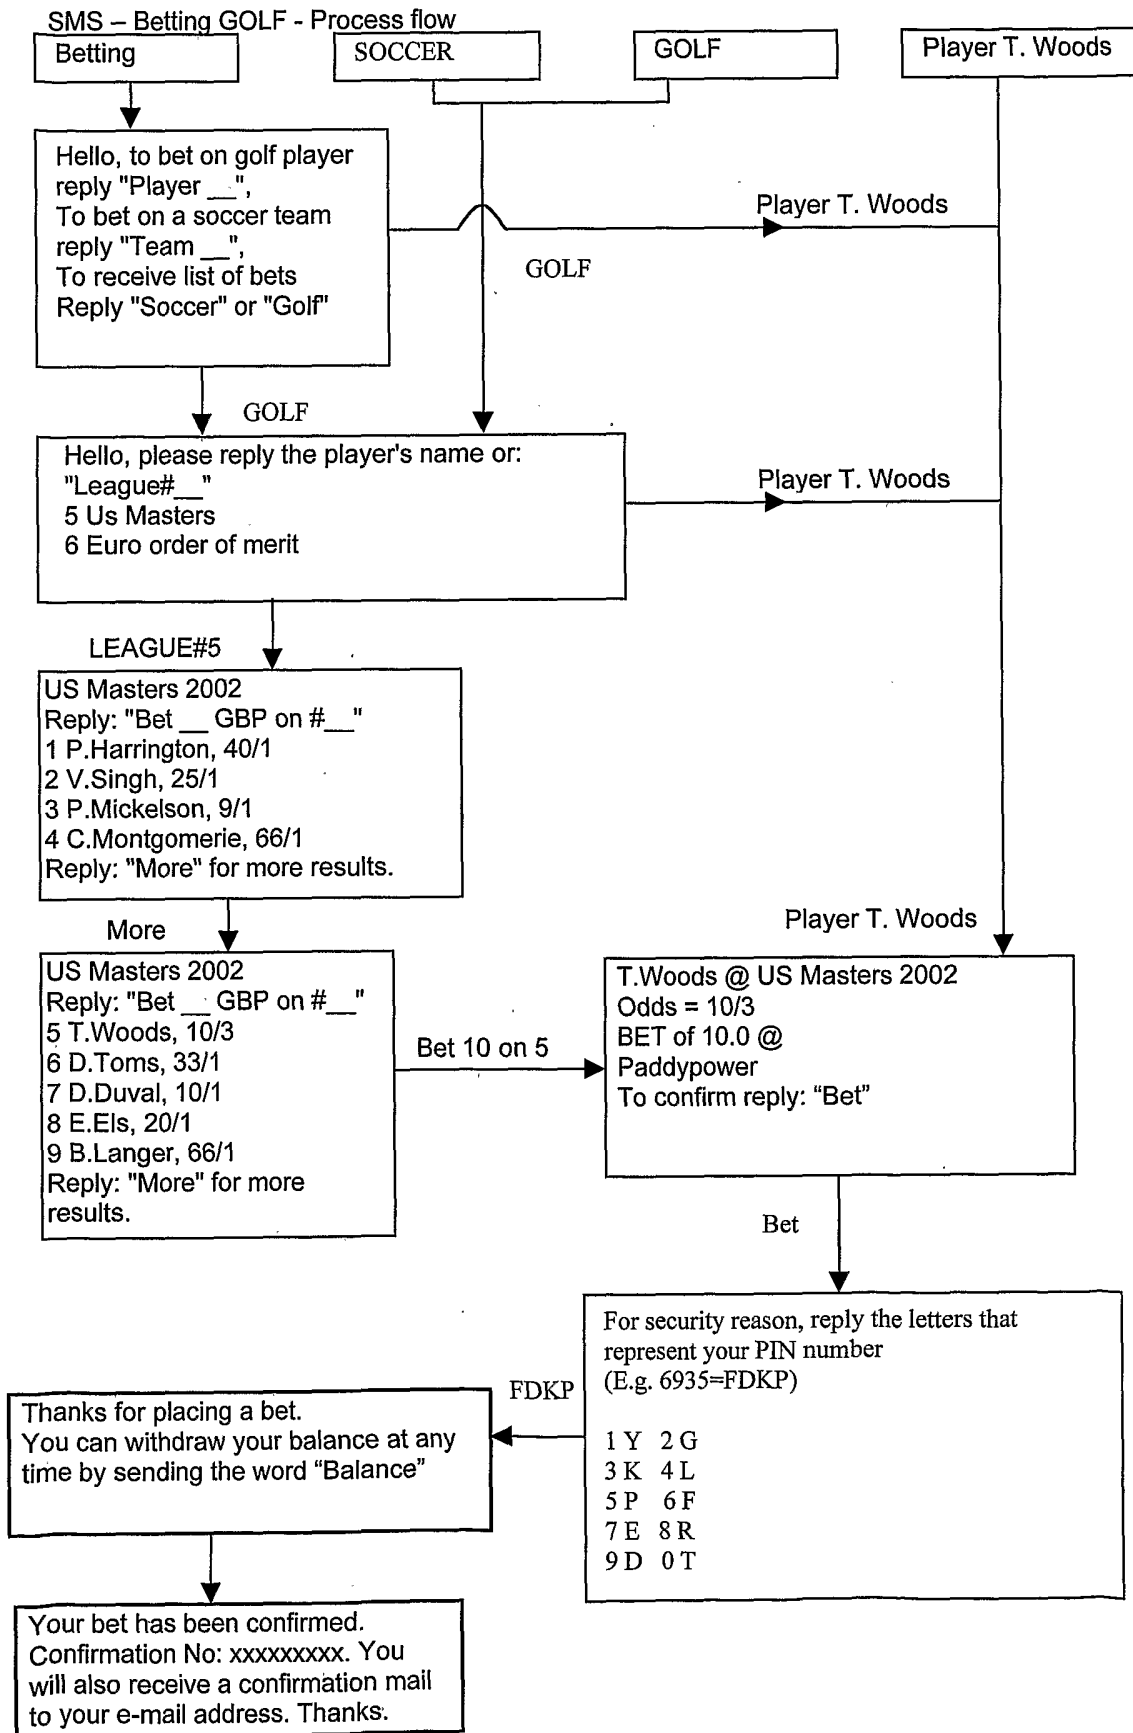 SMS – Betting GOLF - Process flow
Betting
SOCCER
GOLF
Player T. Woods
Hello, to bet on golf player
reply "Player __",
To bet on a soccer team
reply "Team __",
To receive list of bets
Reply "Soccer" or "Golf"
Player T. Woods
GOLF
GOLF
Hello, please reply the player's name or:
"League#__"
5 Us Masters
6 Euro order of merit
Player T. Woods
LEAGUE#5
US Masters 2002
Reply: "Bet __ GBP on #__"
1 P.Harrington, 40/1
2 V.Singh, 25/1
3 P.Mickelson, 9/1
4 C.Montgomerie, 66/1
Reply: "More" for more results.
More
Player T. Woods
US Masters 2002
Reply: "Bet __ GBP on #__"
5 T.Woods, 10/3
6 D.Toms, 33/1
7 D.Duval, 10/1
8 E.Els, 20/1
9 B.Langer, 66/1
Reply: "More" for more
results.
Bet 10 on 5
T.Woods @ US Masters 2002
Odds = 10/3
BET of 10.0 @
Paddypower
To confirm reply: “Bet”
Bet
For security reason, reply the letters that
represent your PIN number
(E.g. 6935=FDKP)
1 Y 2 G
3 K 4 L
5 P 6 F
7 E 8 R
9 D 0 T
FDKP
Thanks for placing a bet.
You can withdraw your balance at any
time by sending the word “Balance”
Your bet has been confirmed.
Confirmation No: xxxxxxxxx. You
will also receive a confirmation mail
to your e-mail address. Thanks.